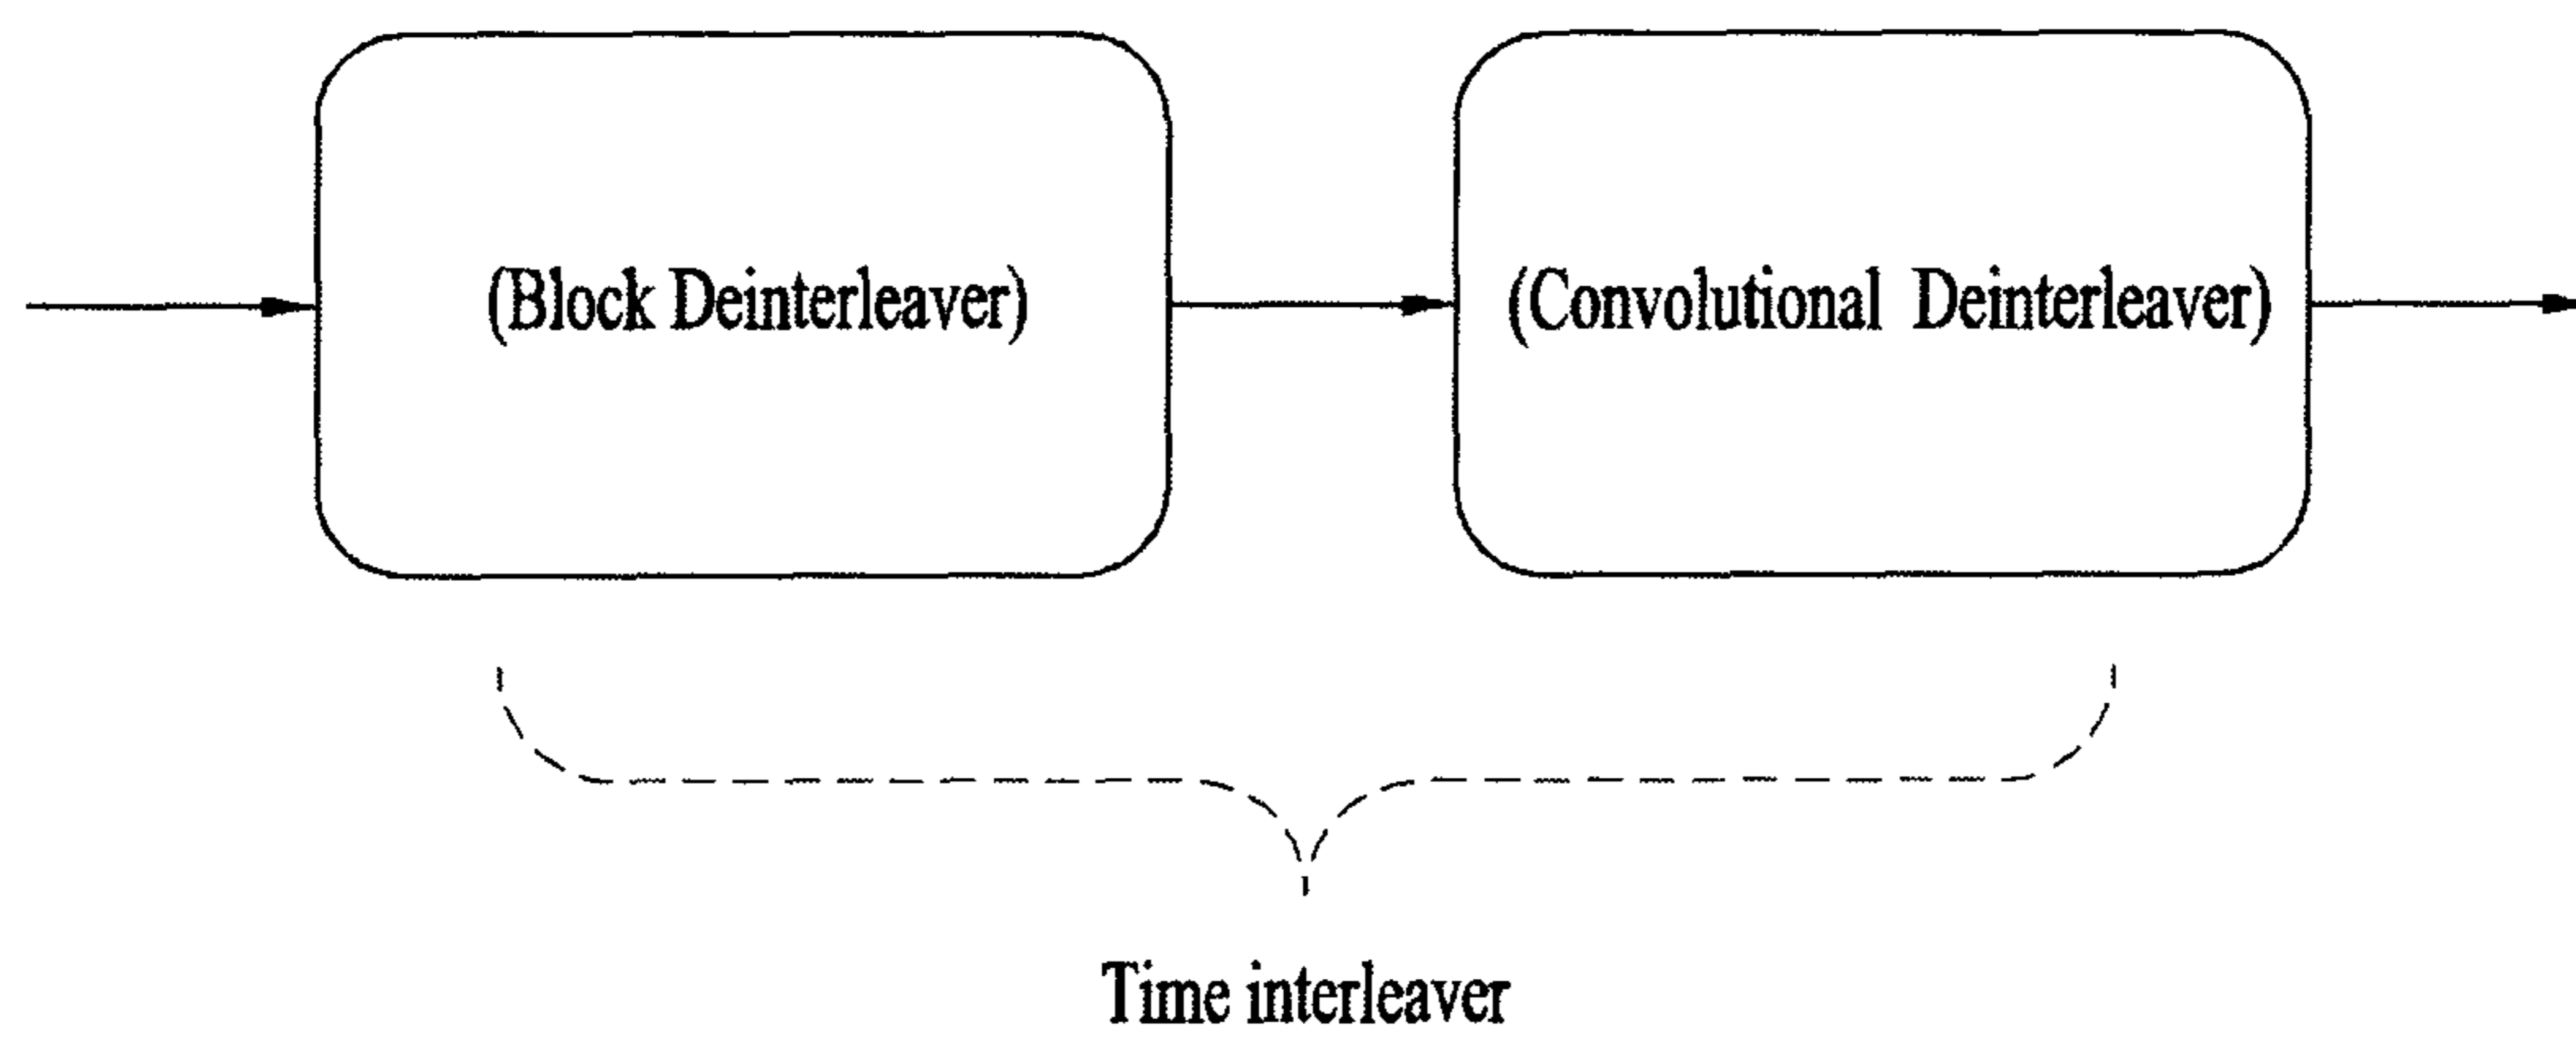 (Block Deinterleaver)
(Convolutional Deinterleaver)
Time interleaver